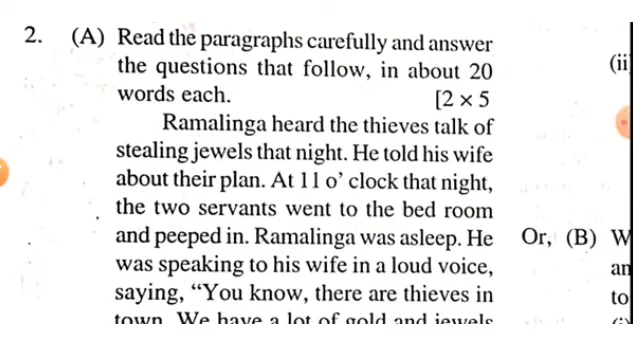 2. (A) Read the paragraphs carefully and answer
the questions that follow, in about 20
words each. [2 × 5
Ramalinga heard the thieves talk of
stealing jewels that night. He told his wife
about their plan. At 11 o' clock that night,
the two servants went to the bed room
and peeped in. Ramalinga was asleep. He
was speaking to his wife in a loud voice,
saying, “You know, there are thieves in
town. We have a lot of gold and jewels
(ii
Or, (B) W
an
to
(i)